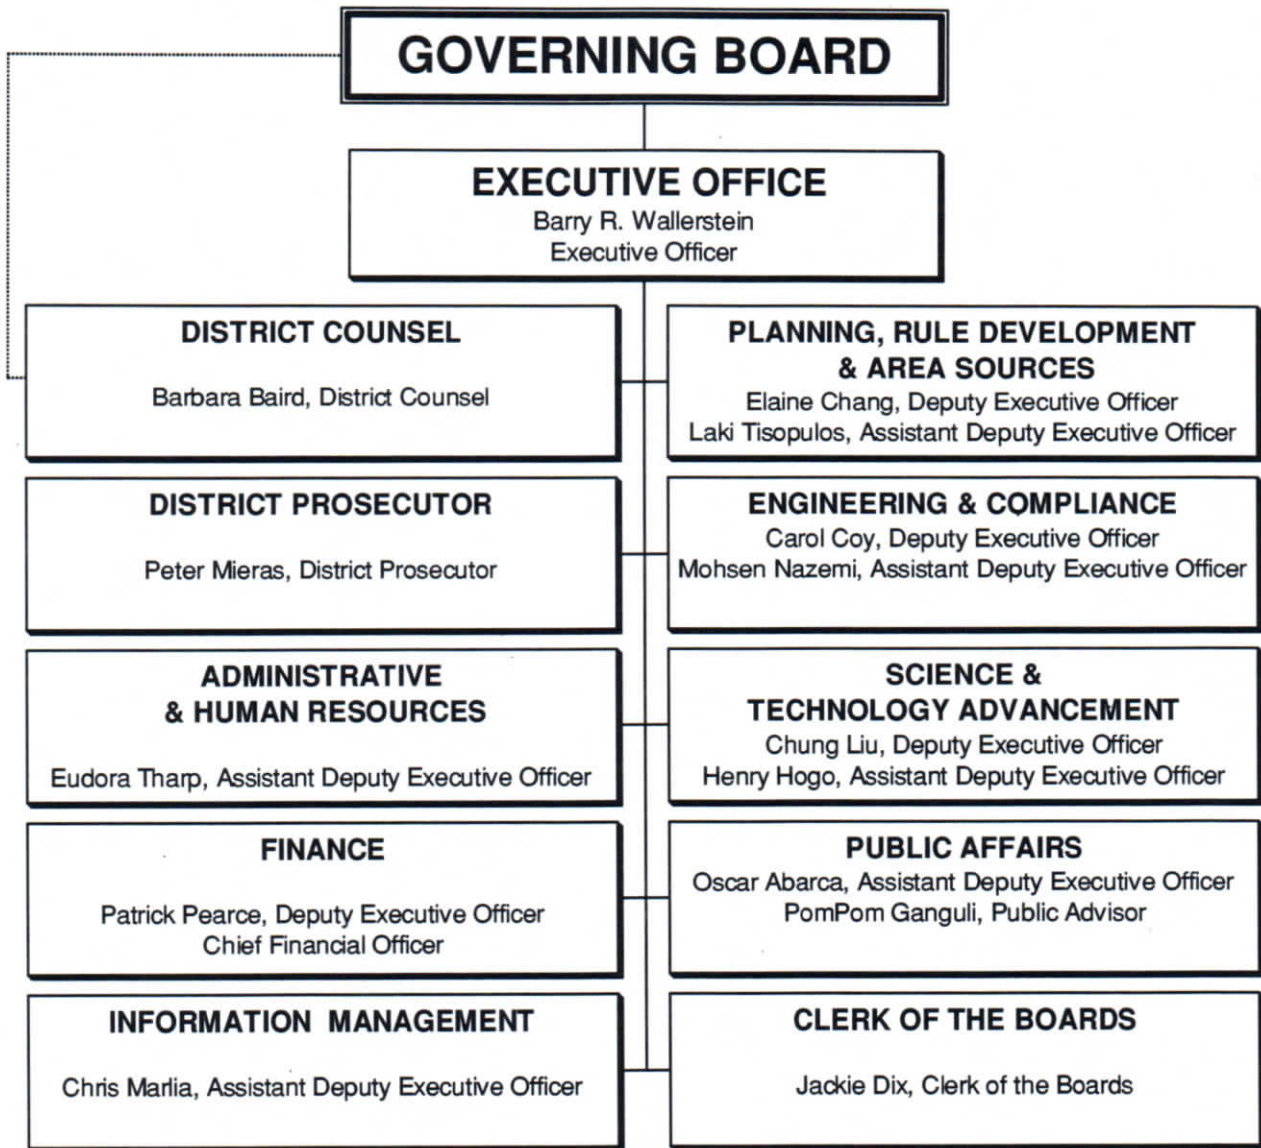 GOVERNING BOARD
EXECUTIVE OFFICE
Barry R. Wallerstein
Executive Officer
DISTRICT COUNSEL
Barbara Baird, District Counsel
PLANNING, RULE DEVELOPMENT
& AREA SOURCES
Elaine Chang, Deputy Executive Officer
Laki Tisopulos, Assistant Deputy Executive Officer
DISTRICT PROSECUTOR
Peter Mieras, District Prosecutor
ENGINEERING & COMPLIANCE
Carol Coy, Deputy Executive Officer
Mohsen Nazemi, Assistant Deputy Executive Officer
ADMINISTRATIVE
& HUMAN RESOURCES
Eudora Tharp, Assistant Deputy Executive Officer
SCIENCE &
TECHNOLOGY ADVANCEMENT
Chung Liu, Deputy Executive Officer
Henry Hogo, Assistant Deputy Executive Officer
FINANCE
Patrick Pearce, Deputy Executive Officer
Chief Financial Officer
PUBLIC AFFAIRS
Oscar Abarca, Assistant Deputy Executive Officer
PomPom Ganguli, Public Advisor
INFORMATION MANAGEMENT
Chris Marlia, Assistant Deputy Executive Officer
CLERK OF THE BOARDS
Jackie Dix, Clerk of the Boards